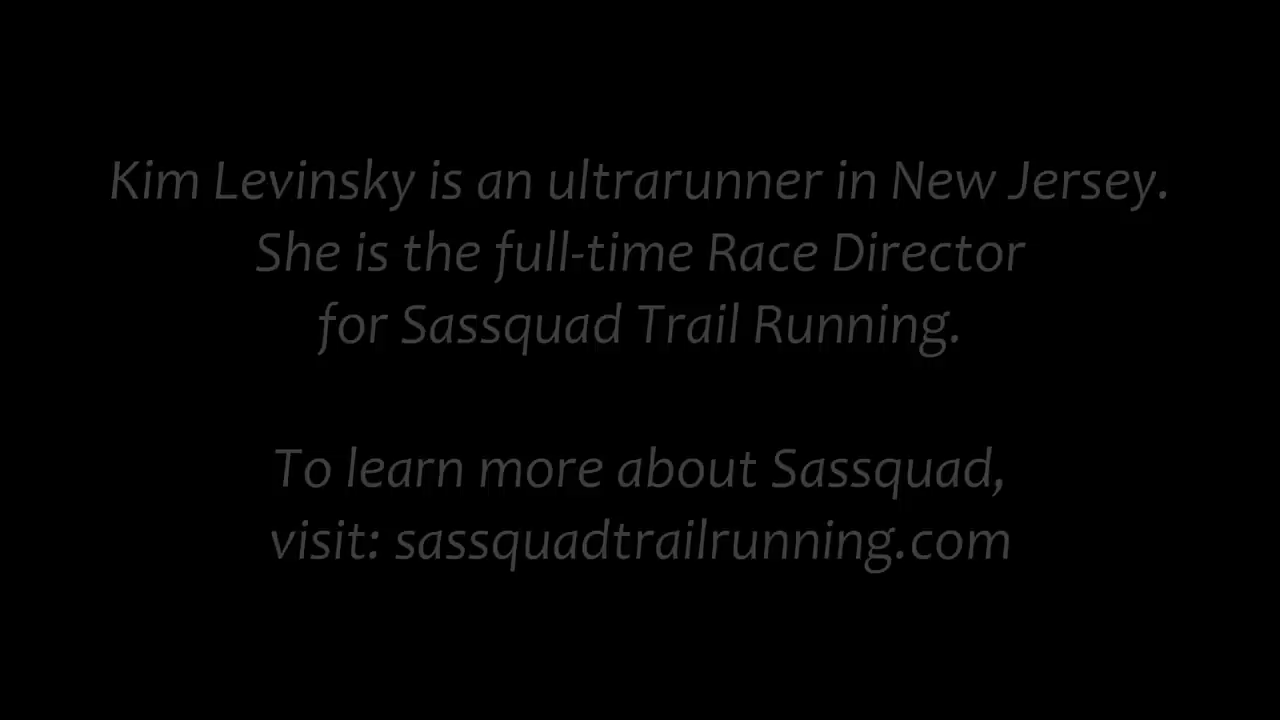 Kim Levinsky is an ultrarunner in New Jersey.
She is the full-time Race Director
for Sassquad Trail Running.
To learn more about Sassquad,
visit: sassquadtrailrunning.com